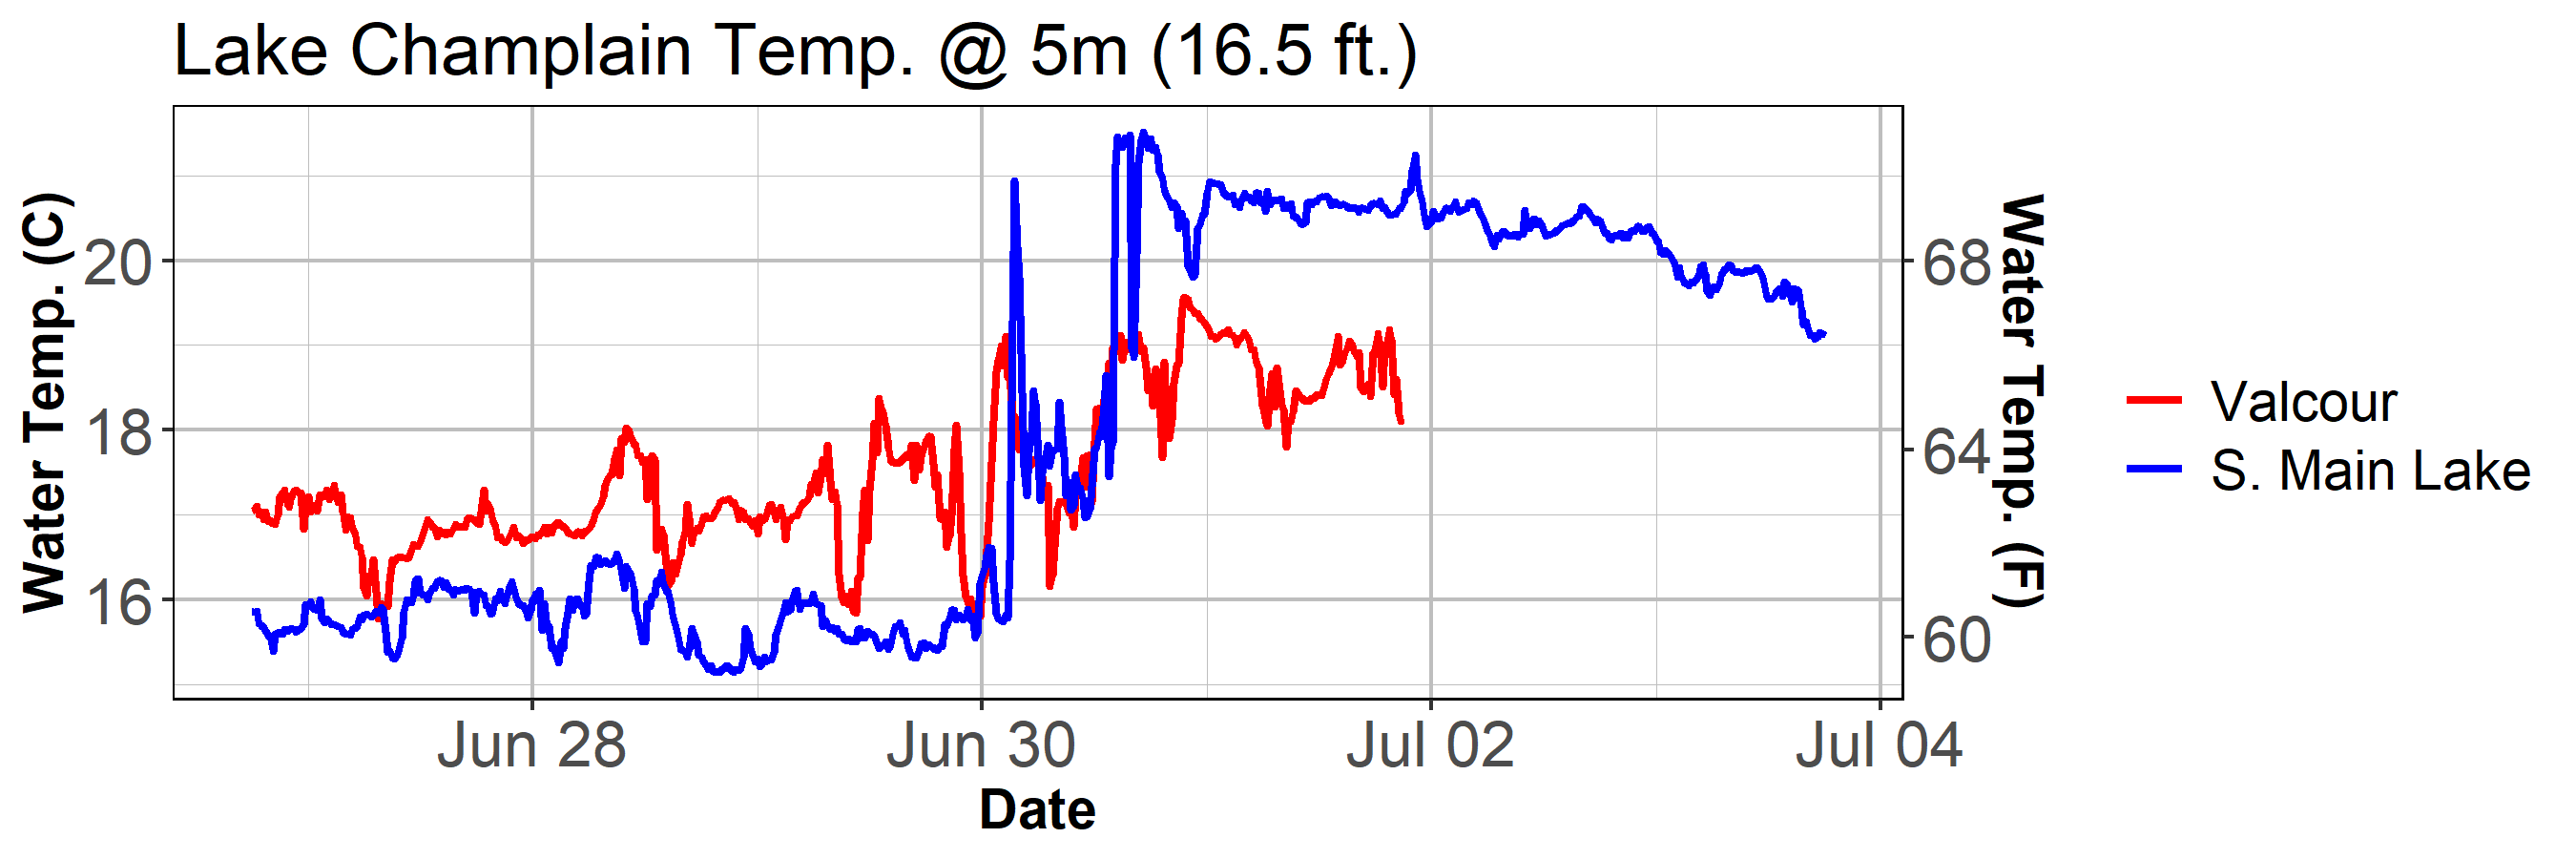 Lake Champlain Temp. @ 5m (16.5 ft.)
Water Temp. (C)
20
18
16
68
64
60
Water Temp. (F)
Jun 28
Jun 30
Jul 02
Jul 04
Date
Valcour
S. Main Lake